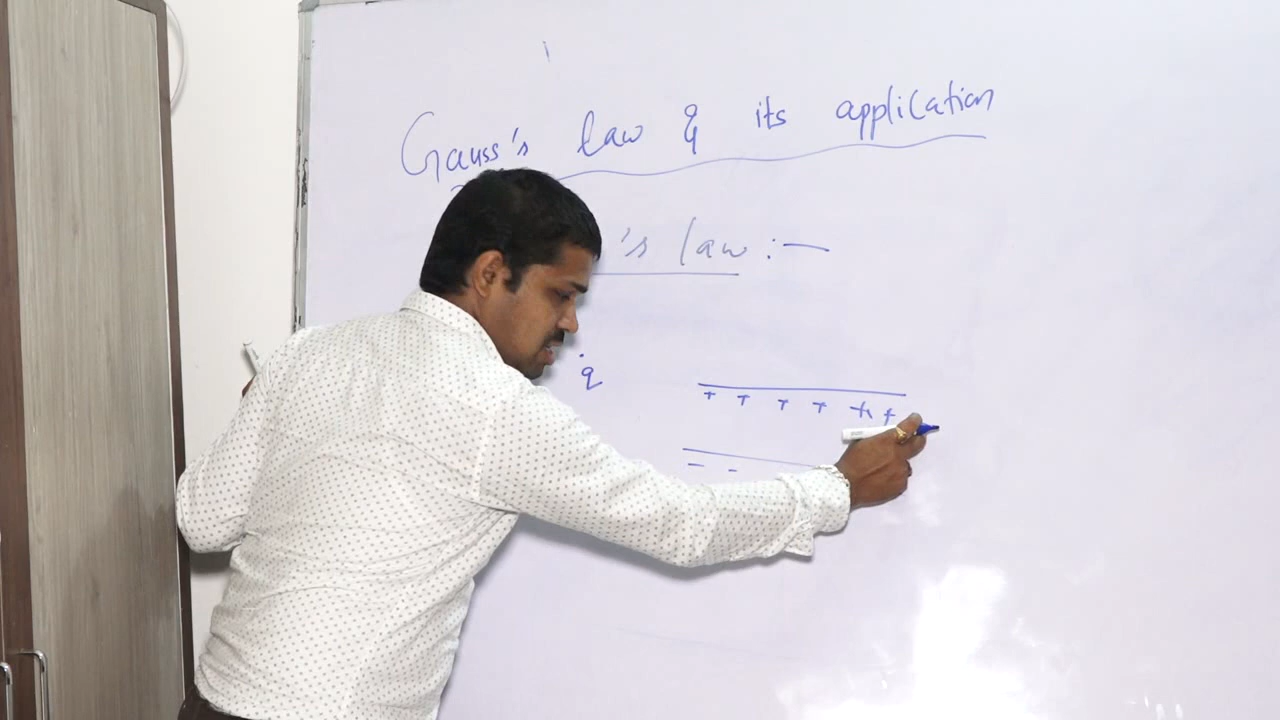 Gauss's law & its application
's law :-
q
+ + + + + +
- -